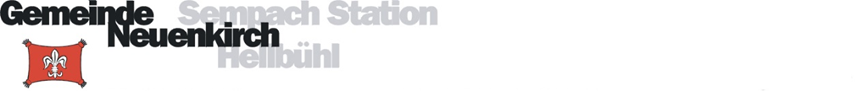 Gemeinde Sempach Station
Neuenkirch
Hellbühl